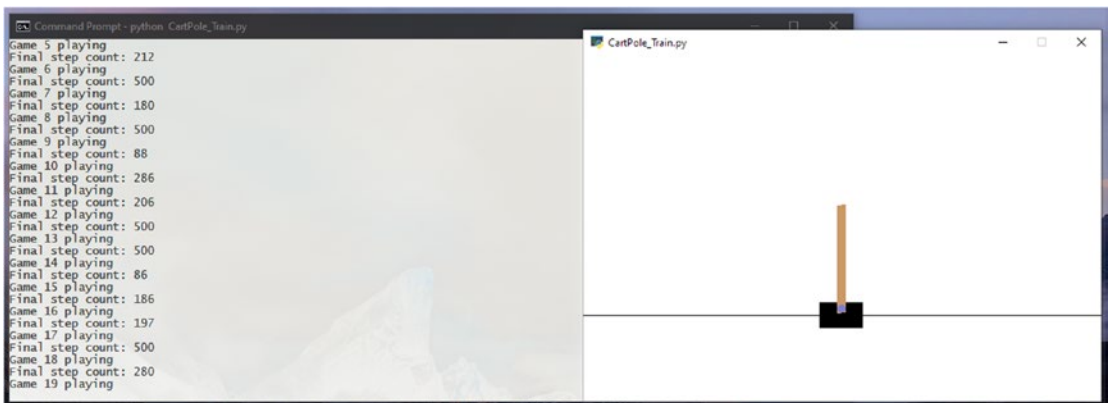 Command Prompt - python CartPole_Train.py
Game 5 playing
Final step count: 212
Game 6 playing
Final step count: 500
Game 7 playing
Final step count: 180
Game 8 playing
Final step count: 500
Game 9 playing
Final step count: 88
Game 10 playing
Final step count: 286
Game 11 playing
Final step count: 206
Game 12 playing
Final step count: 500
Game 13 playing
Final step count: 500
Game 14 playing
Final step count: 86
Game 15 playing
Final step count: 186
Game 16 playing
Final step count: 197
Game 17 playing
Final step count: 500
Game 18 playing
Final step count: 280
Game 19 playing
CartPole_Train.py